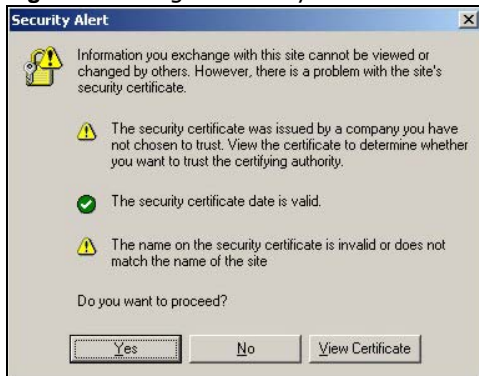 Security Alert
Information you exchange with this site cannot be viewed or
changed by others. However, there is a problem with the site's
security certificate.
The security certificate was issued by a company you have
not chosen to trust. View the certificate to determine whether
you want to trust the certifying authority.
The security certificate date is valid.
The name on the security certificate is invalid or does not
match the name of the site
Do you want to proceed?
Yes
No
View Certificate